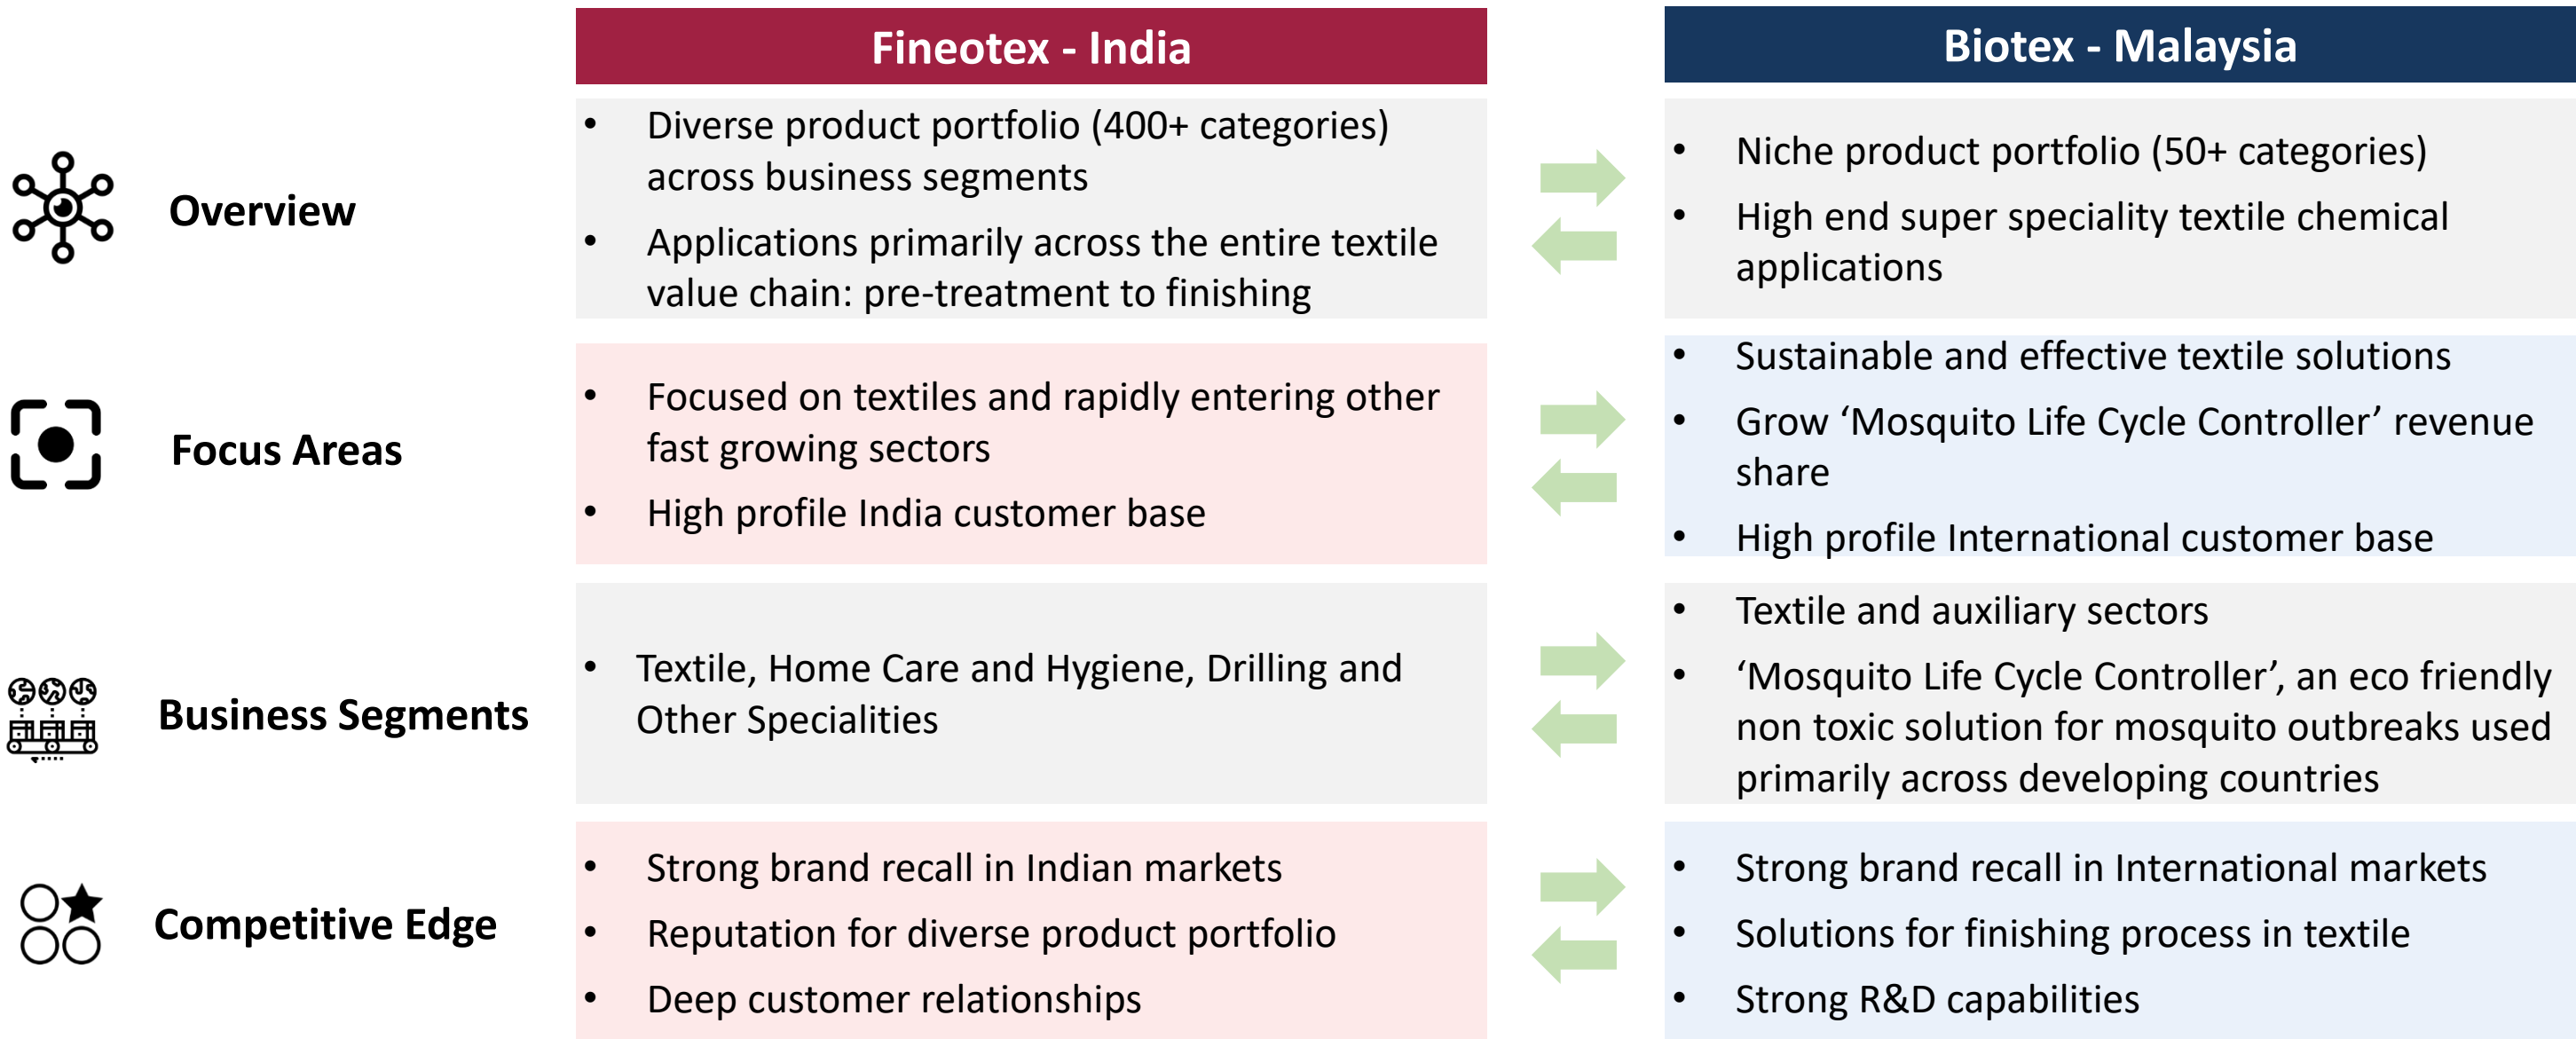 Fineotex - India
Biotex - Malaysia
Overview
• Diverse product portfolio (400+ categories)
across business segments
• Applications primarily across the entire textile
value chain: pre-treatment to finishing
• Niche product portfolio (50+ categories)
• High end super speciality textile chemical
applications
Focus Areas
• Focused on textiles and rapidly entering other
fast growing sectors
• High profile India customer base
• Sustainable and effective textile solutions
• Grow ‘Mosquito Life Cycle Controller’ revenue
share
• High profile International customer base
Business Segments
• Textile, Home Care and Hygiene, Drilling and
Other Specialities
• Textile and auxiliary sectors
• ‘Mosquito Life Cycle Controller’, an eco friendly
non toxic solution for mosquito outbreaks used
primarily across developing countries
Competitive Edge
• Strong brand recall in Indian markets
• Reputation for diverse product portfolio
• Deep customer relationships
• Strong brand recall in International markets
• Solutions for finishing process in textile
• Strong R&D capabilities